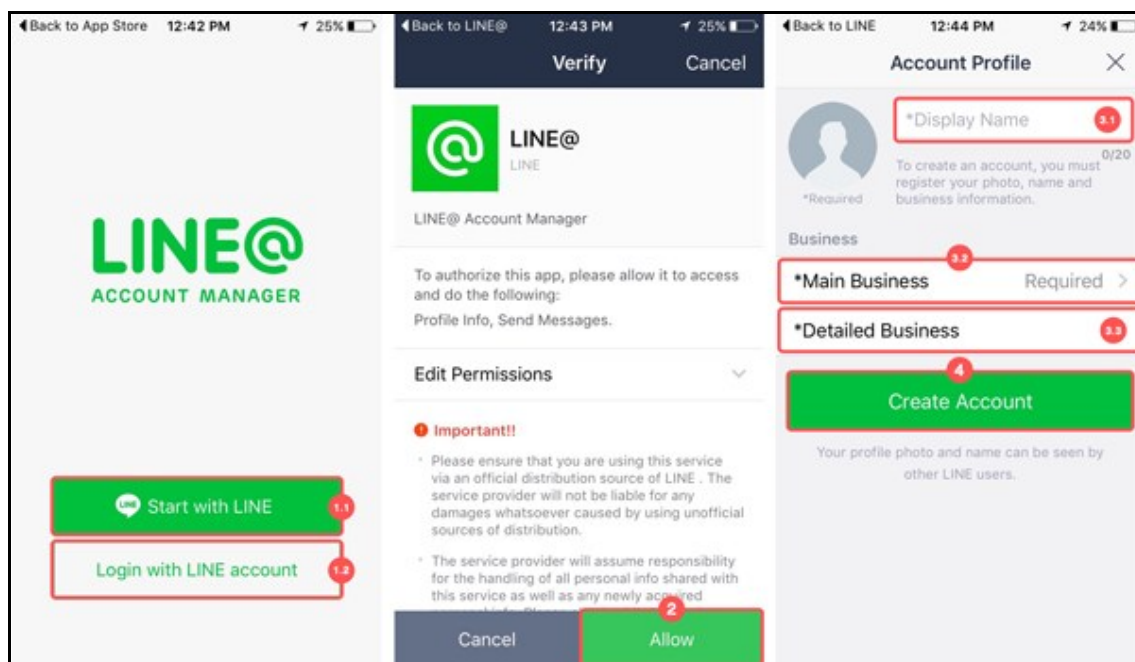 Back to App Store 12:42 PM 25%
LINE@
ACCOUNT MANAGER
LINE Start with LINE 1.1
Login with LINE account 1.2
Back to LINE@ 12:43 PM 25%
Verify Cancel
@ LINE@
LINE
LINE@ Account Manager
To authorize this app, please allow it to access
and do the following:
Profile Info, Send Messages.
Edit Permissions
Important!!
Please ensure that you are using this service
via an official distribution source of LINE . The
service provider will not be liable for any
damages whatsoever caused by using unofficial
sources of distribution.
The service provider will assume responsibility
for the handling of all personal info shared with
this service as well as any newly acquired
2
Cancel Allow
Back to LINE 12:44 PM 24%
Account Profile
*Display Name 3.1
0/20
To create an account, you must
register your photo, name and
business information.
*Required
Business
3.2
*Main Business Required
*Detailed Business 3.3
4
Create Account
Your profile photo and name can be seen by
other LINE users.